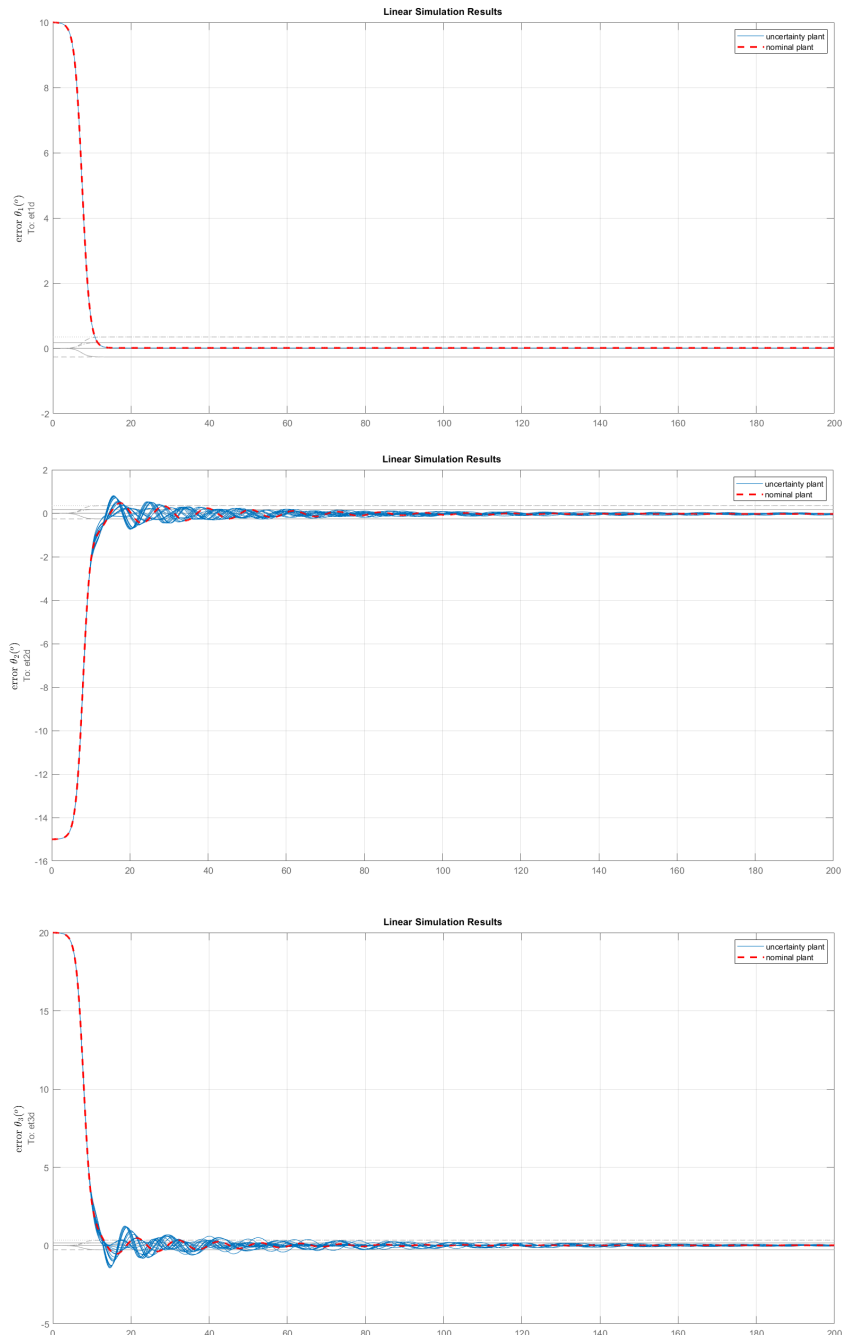 Linear Simulation Results
10
8
6
4
2
0
-2
error θ₁(º)
To: et1d
uncertainty plant
nominal plant
0 20 40 60 80 100 120 140 160 180 200
Linear Simulation Results
2
0
-2
-4
-6
-8
-10
-12
-14
-16
error θ₂(º)
To: et2d
uncertainty plant
nominal plant
0 20 40 60 80 100 120 140 160 180 200
Linear Simulation Results
20
15
10
5
0
-5
error θ₃(º)
To: et3d
uncertainty plant
nominal plant
0 20 40 60 80 100 120 140 160 180 200